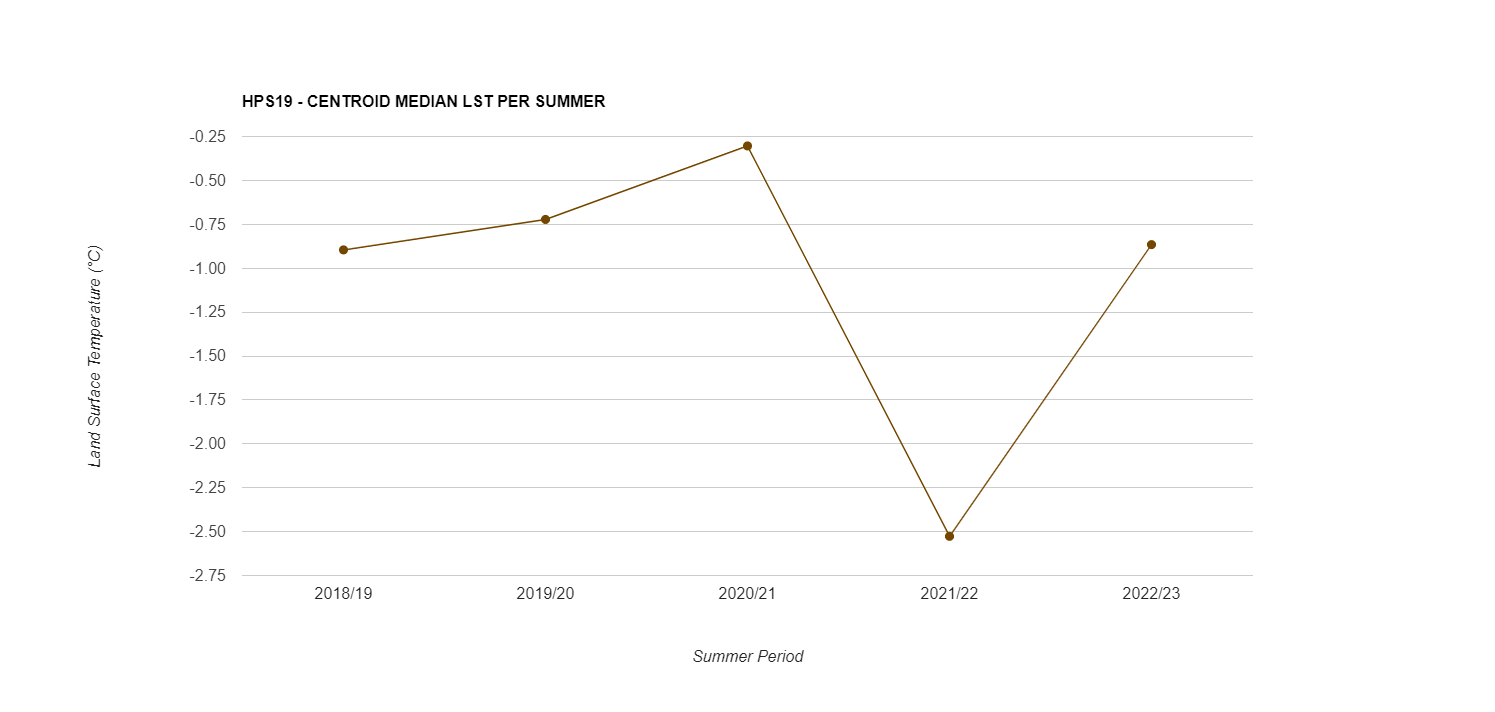 HPS19 - CENTROID MEDIAN LST PER SUMMER
-0.25
-0.50
-0.75
-1.00
-1.25
-1.50
-1.75
-2.00
-2.25
-2.50
-2.75
Land Surface Temperature (°C)
2018/19 2019/20 2020/21 2021/22 2022/23
Summer Period